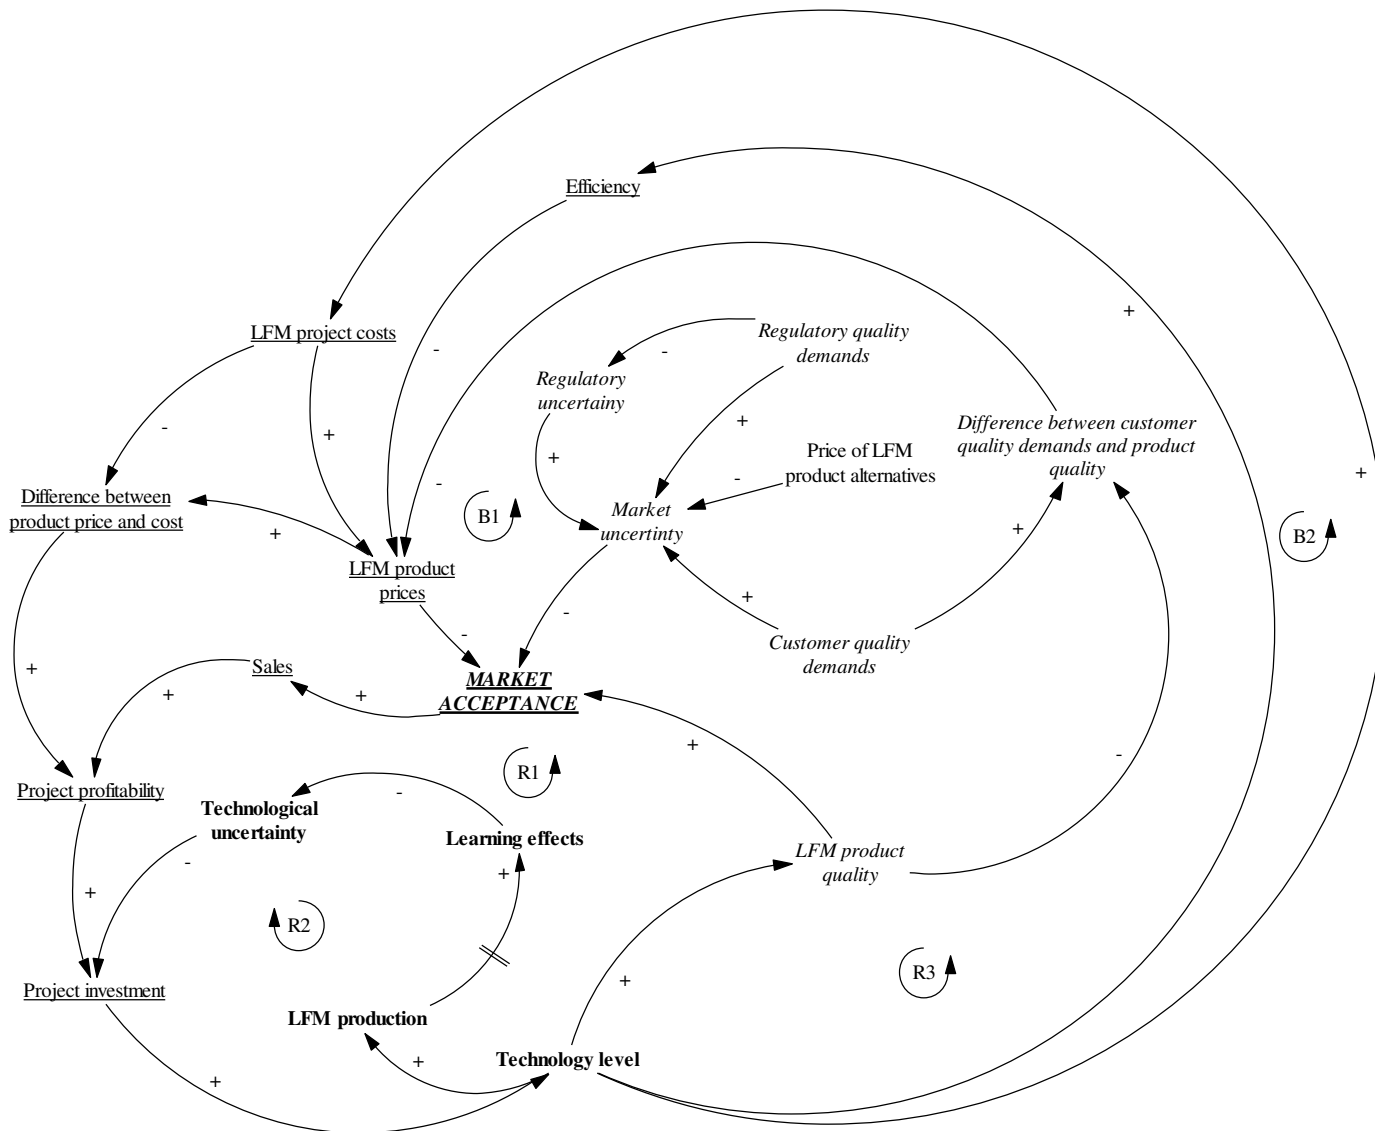 Efficiency
+
+
LFM project costs
-
Regulatory quality
demands
-
Regulatory
uncertainy
-
+
+
+
Price of LFM
product alternatives
-
Difference between customer
quality demands and product
quality
+
-
Difference between
product price and cost
+
B1
Market
uncertinty
+
B2
LFM product
prices
-
-
+
Customer quality
demands
+
Sales
+
+
MARKET
ACCEPTANCE
+
-
R1
Project profitability
-
Technological
uncertainty
Learning effects
LFM product
quality
-
+
+
R2
R3
Project investment
LFM production
+
+
Technology level
+